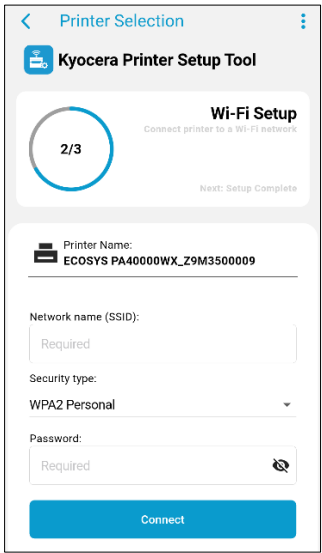 Printer Selection
Kyocera Printer Setup Tool
Wi-Fi Setup
Connect printer to a Wi-Fi network
2/3
Next: Setup Complete
Printer Name:
ECOSYS PA40000WX_Z9M3500009
Network name (SSID):
Required
Security type:
WPA2 Personal
Password:
Required
Connect